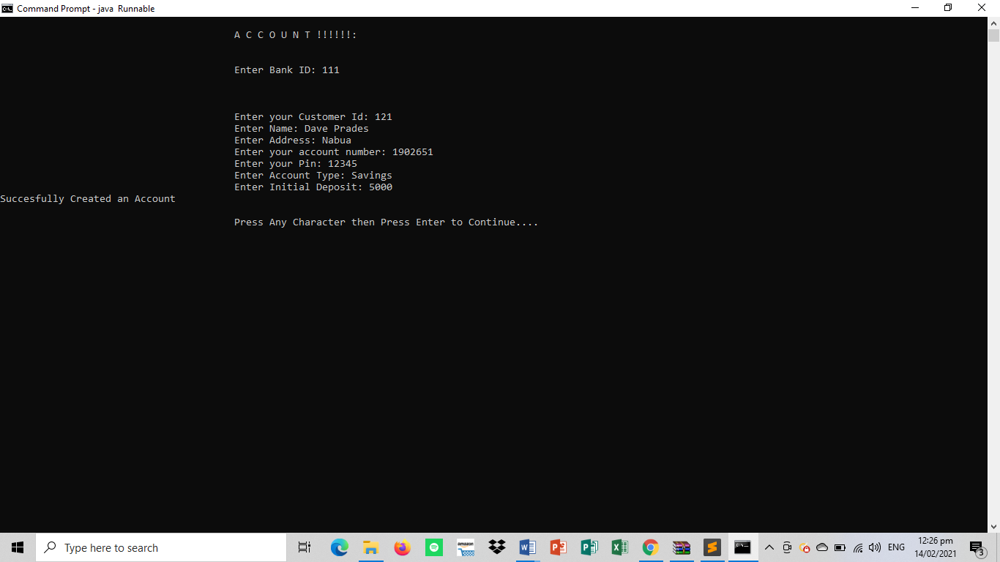 Command Prompt - java  Runnable
A C C O U N T !!!!!!:
Enter Bank ID: 111
Enter your Customer Id: 121
Enter Name: Dave Prades
Enter Address: Nabua
Enter your account number: 1902651
Enter your Pin: 12345
Enter Account Type: Savings
Enter Initial Deposit: 5000
Succesfully Created an Account
Press Any Character then Press Enter to Continue....
Type here to search
amazon
ENG
12:26 pm
14/02/2021
3